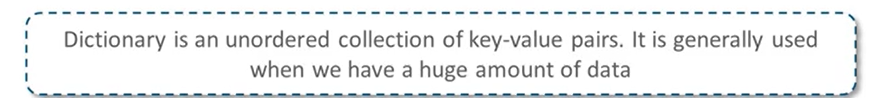 Dictionary is an unordered collection of key-value pairs. It is generally used
when we have a huge amount of data